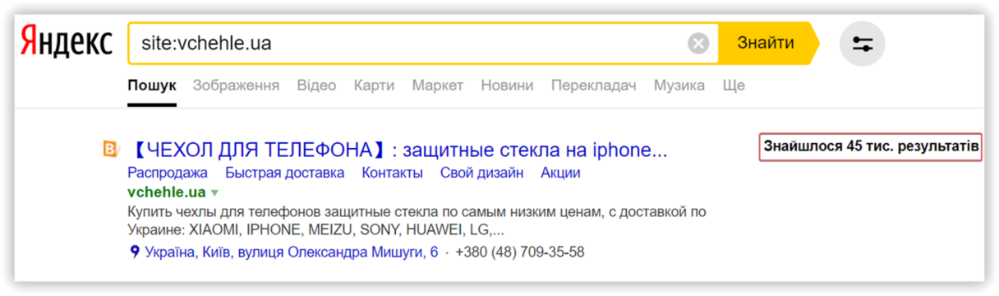 Яндекс
site:vchehle.ua
Знайти
Пошук Зображення Відео Карти Маркет Новини Перекладач Музика Ще
【ЧЕХОЛ ДЛЯ ТЕЛЕФОНА】: защитные стекла на iphone...
Знайшлося 45 тис. результатів
Распродажа Быстрая доставка Контакты Свой дизайн Акции
vchehle.ua
Купить чехлы для телефонов защитные стекла по самым низким ценам, с доставкой по
Украине: XIAOMI, IPHONE, MEIZU, SONY, HUAWEI, LG,...
Україна, Київ, вулиця Олександра Мишуги, 6 · +380 (48) 709-35-58